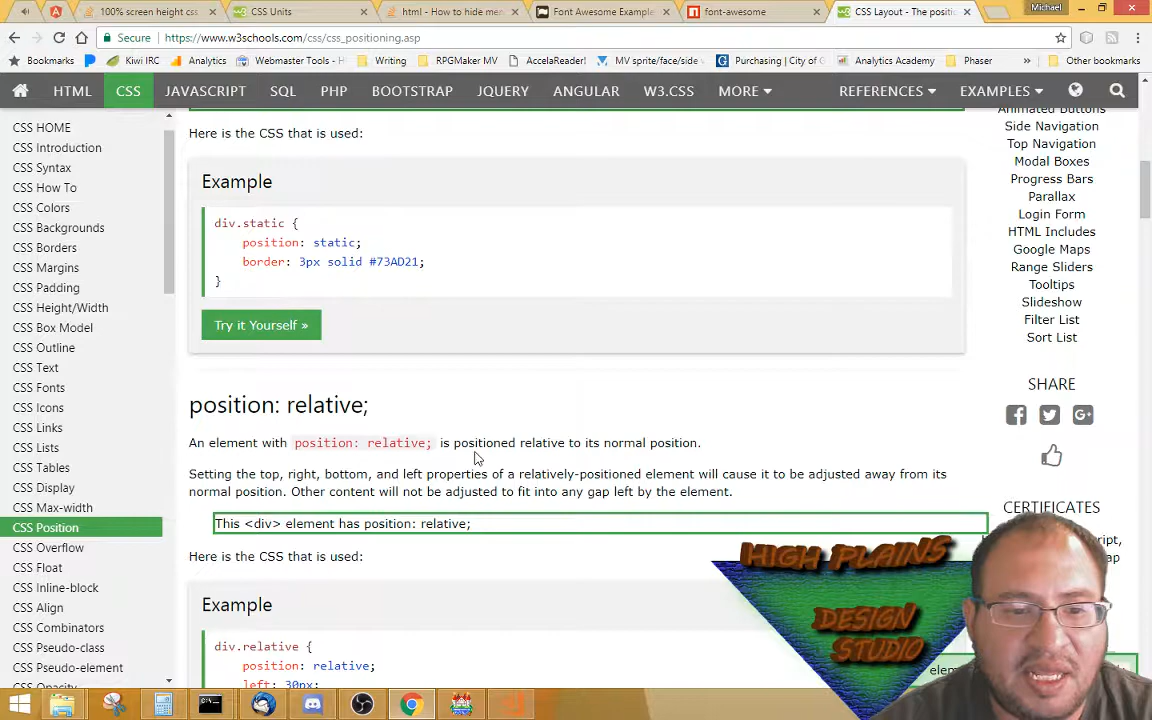 100% screen height css
CSS Units
html - How to hide men
Font Awesome Example
font-awesome
CSS Layout - The positi
Michael
Secure
https://www.w3schools.com/css/css_positioning.asp
Bookmarks
Kiwi IRC
Analytics
Webmaster Tools - H
Writing
RPGMaker MV
AccelaReader!
MV sprite/face/side
Purchasing | City of
Analytics Academy
Phaser
»
Other bookmarks
HTML
CSS
JAVASCRIPT
SQL
PHP
BOOTSTRAP
HOW TO
JQUERY
ANGULAR
W3.CSS
MORE
REFERENCES
EXAMPLES
CSS HOME
CSS Introduction
CSS Syntax
CSS How To
CSS Colors
CSS Backgrounds
CSS Borders
CSS Margins
CSS Padding
CSS Height/Width
CSS Box Model
CSS Outline
CSS Text
CSS Fonts
CSS Icons
CSS Links
CSS Lists
CSS Tables
CSS Display
CSS Max-width
CSS Position
CSS Overflow
CSS Float
CSS Inline-block
CSS Align
CSS Combinators
CSS Pseudo-class
CSS Pseudo-element
CSS Opacity
Here is the CSS that is used:
Example
div.static {
position: static;
border: 3px solid #73AD21;
}
Try it Yourself »
position: relative;
An element with position: relative; is positioned relative to its normal position.
Setting the top, right, bottom, and left properties of a relatively-positioned element will cause it to be adjusted away from its
normal position. Other content will not be adjusted to fit into any gap left by the element.
This <div> element has position: relative;
Here is the CSS that is used:
Example
div.relative {
position: relative;
left: 30px;
Animated Buttons
Side Navigation
Top Navigation
Modal Boxes
Progress Bars
Parallax
Login Form
HTML Includes
Google Maps
Range Sliders
Tooltips
Slideshow
Filter List
Sort List
SHARE
CERTIFICATES
HIGH PLAINS
DESIGN
STUDIO